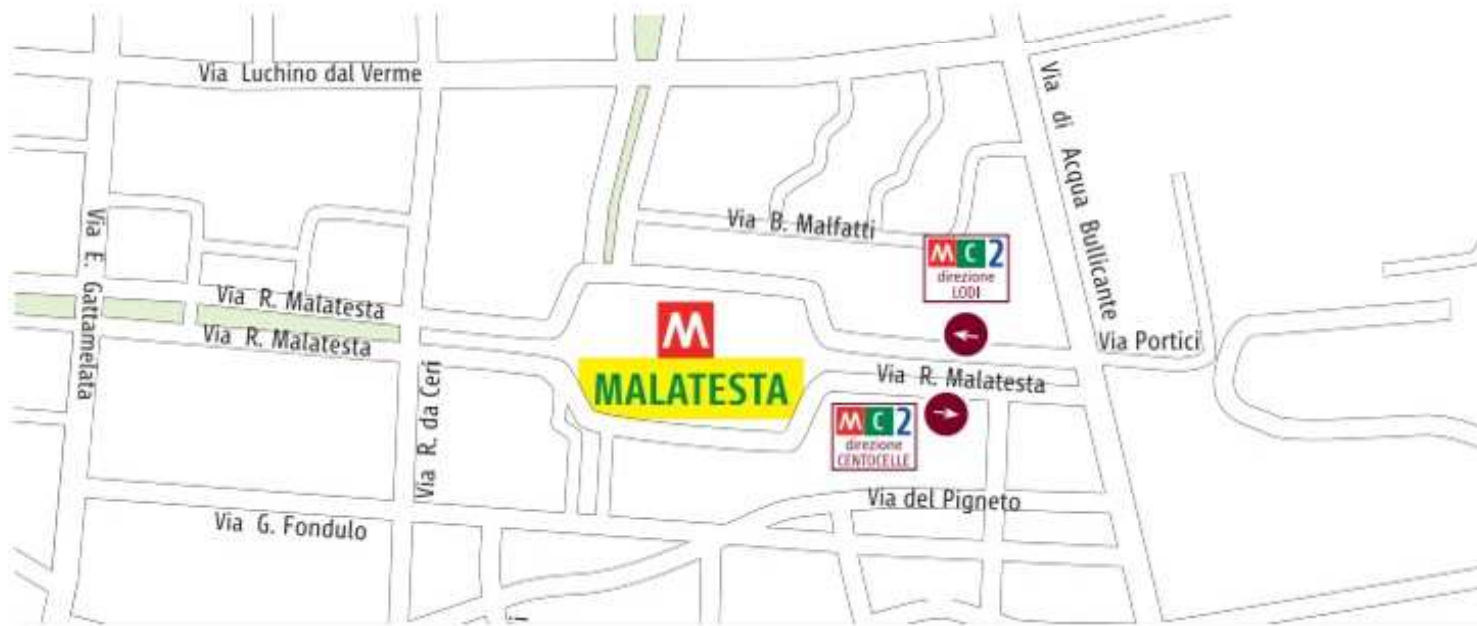 Via Luchino dal Verme
Via di Acqua Bullicante
Via E. Gattamelata
Via B. Malfatti
M C 2
direzione
LODI
Via R. Malatesta
Via R. Malatesta
M
MALATESTA
Via Portici
Via R. Malatesta
Via R. da Ceri
M C 2
direzione
CENTOCELLE
Via del Pigneto
Via G. Fondulo